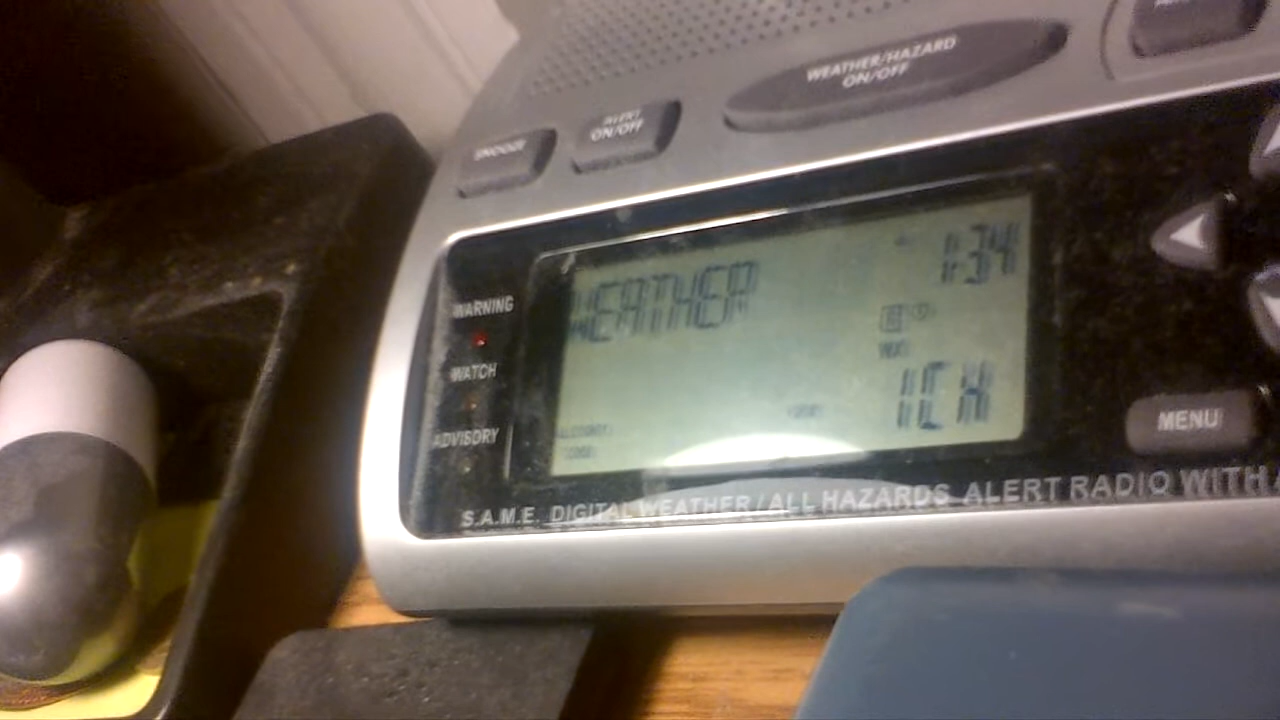 WEATHER/HAZARD
ON/OFF
SNOOZE
ALERT
ON/OFF
WARNING
WATCH
ADVISORY
WEATHER
1:34
1CH
MENU
S.A.M.E. DIGITAL WEATHER/ALL HAZARDS ALERT RADIO WITH